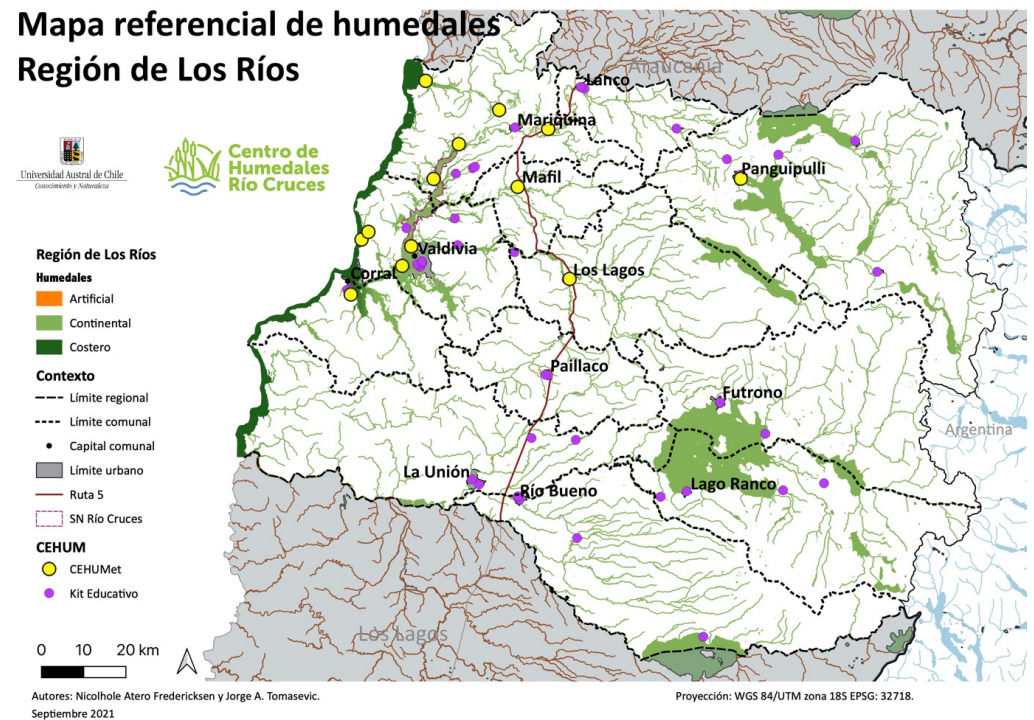 Mapa referencial de humedales
Región de Los Ríos
Universidad Austral de Chile
Conocimiento y Naturaleza
Centro de
Humedales
Río Cruces
Región de Los Ríos
Humedales
Artificial
Continental
Costero
Contexto
Límite regional
Límite comunal
Capital comunal
Límite urbano
Ruta 5
SN Río Cruces
CEHUM
CEHUMet
Kit Educativo
0 10 20 km
Araucanía
Lanco
Mariquina
Panguipulli
Mafil
Valdivia
Corral
Los Lagos
Paillaco
Futrono
Argentina
La Unión
Río Bueno
Lago Ranco
Los Lagos
Autores: Nicolhole Atero Fredericksen y Jorge A. Tomasevic.
Septiembre 2021
Proyección: WGS 84/UTM zona 18S EPSG: 32718.